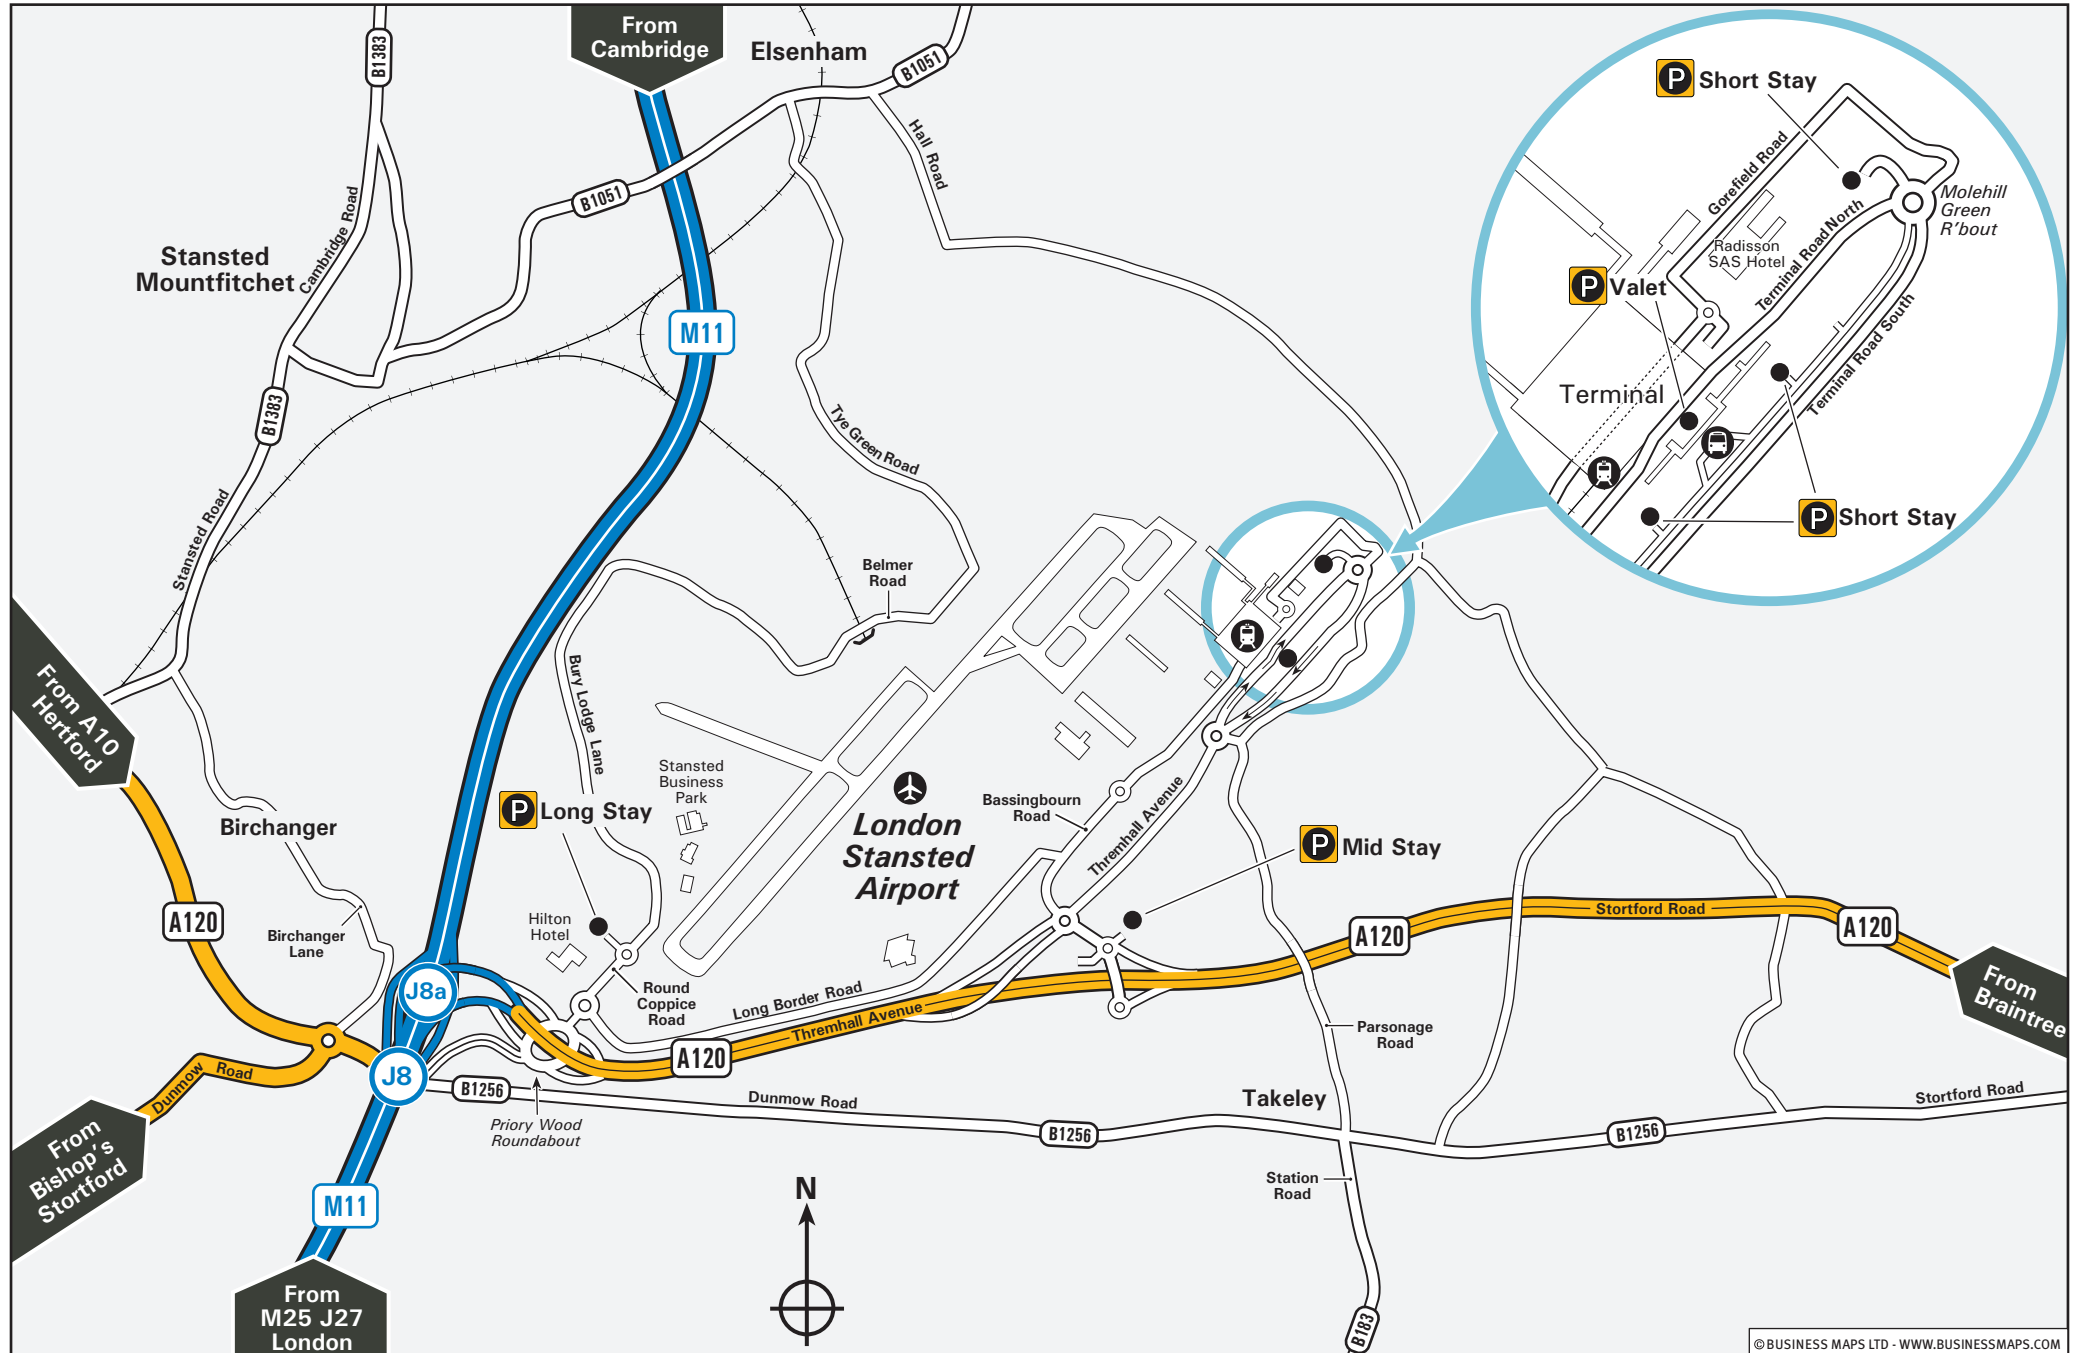 From
Cambridge
Elsenham
B1383
B1051
Hall Road
B1051
Cambridge Road
Stansted
Mountfitchet
M11
B1383
Tye Green Road
Stansted Road
Belmer
Road
From A10
Hertford
Bury Lodge Lane
Stansted
Business
Park
P Long Stay
Birchanger
London
Stansted
Airport
Bassingbourn
Road
Thremhall Avenue
P Mid Stay
A120
Hilton
Hotel
Birchanger
Lane
J8a
Round
Coppice
Road
Long Border Road
Thremhall Avenue
A120
A120
Stortford Road
A120
From
Braintree
Parsonage
Road
J8
Dunmow Road
B1256
Priory Wood
Roundabout
Dunmow Road
B1256
Takeley
B1256
Stortford Road
From
Bishop's
Stortford
M11
Station
Road
N
B183
From
M25 J27
London
P Short Stay
Gorefield Road
Molehill
Green
R'bout
Radisson
SAS Hotel
Terminal Road North
P Valet
Terminal Road South
Terminal
P Short Stay
© BUSINESS MAPS LTD - WWW.BUSINESSMAPS.COM